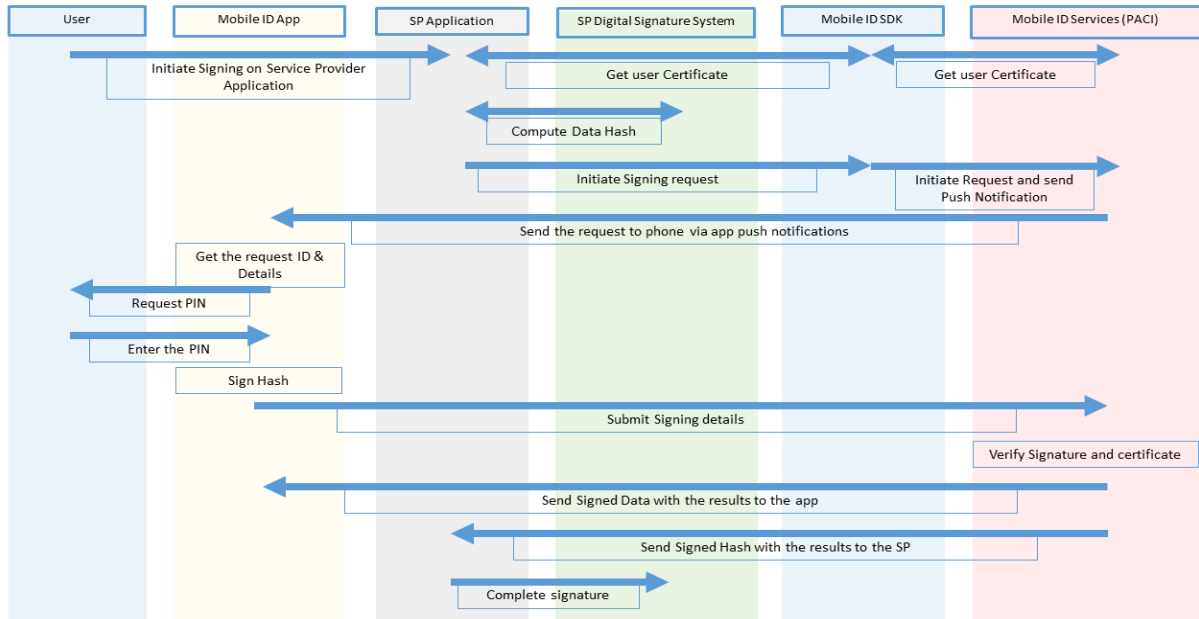 User
Mobile ID App
SP Application
SP Digital Signature System
Mobile ID SDK
Mobile ID Services (PACI)
Initiate Signing on Service Provider
Application
Get user Certificate
Get user Certificate
Compute Data Hash
Initiate Signing request
Initiate Request and send
Push Notification
Send the request to phone via app push notifications
Get the request ID &
Details
Request PIN
Enter the PIN
Sign Hash
Submit Signing details
Verify Signature and certificate
Send Signed Data with the results to the app
Send Signed Hash with the results to the SP
Complete signature